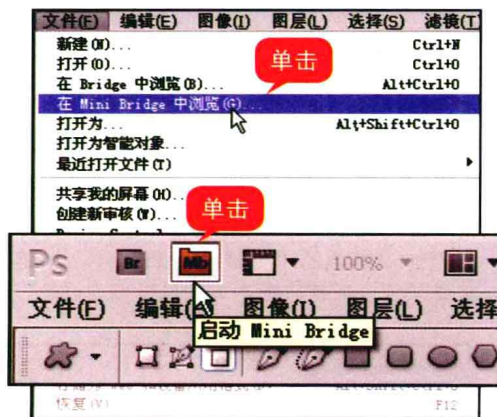 文件(F) 编辑(E) 图像(I) 图层(L) 选择(S) 滤镜(T)
新建(N)... Ctrl+N
打开(O)... Ctrl+O
单击
在 Bridge 中浏览(B)... Alt+Ctrl+O
在 Mini Bridge 中浏览(G)...
打开为... Alt+Shift+Ctrl+O
打开为智能对象...
最近打开文件(T)
共享我的屏幕(H)...
创建新审核(W)...
单击
Ps Br Mb 100%
文件(F) 编辑 图像(I) 图层(L) 选择
启动 Mini Bridge
恢复(V) F12